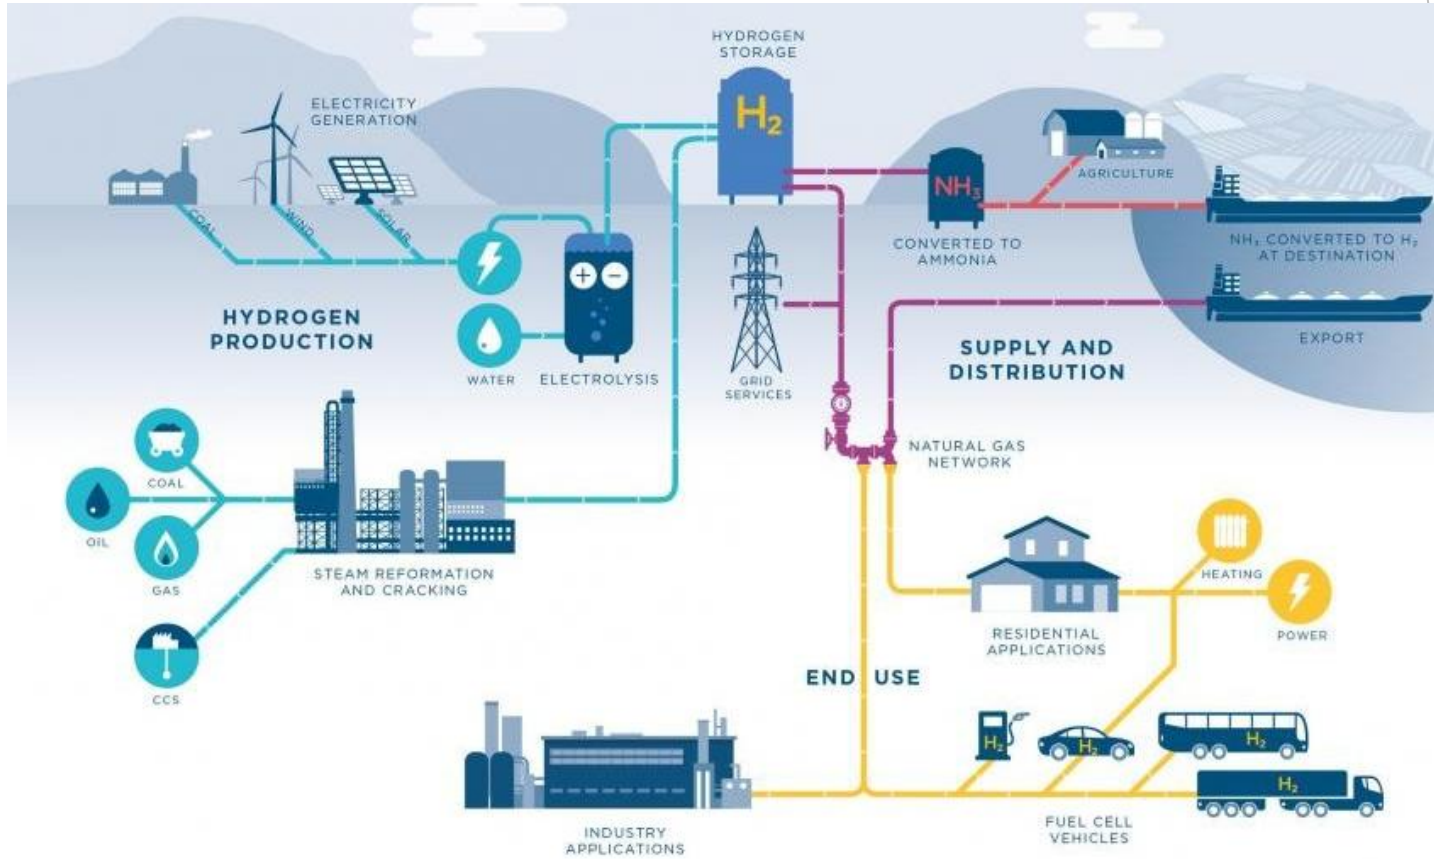 HYDROGEN
STORAGE
H₂
ELECTRICITY
GENERATION
COAL
WIND
SOLAR
NH₃
AGRICULTURE
CONVERTED TO
AMMONIA
NH₃ CONVERTED TO H₂
AT DESTINATION
HYDROGEN
PRODUCTION
+ −
WATER
ELECTROLYSIS
GRID
SERVICES
SUPPLY AND
DISTRIBUTION
EXPORT
NATURAL GAS
NETWORK
COAL
OIL
GAS
CCS
STEAM REFORMATION
AND CRACKING
HEATING
POWER
RESIDENTIAL
APPLICATIONS
END USE
H₂
H₂
H₂
H₂
FUEL CELL
VEHICLES
INDUSTRY
APPLICATIONS